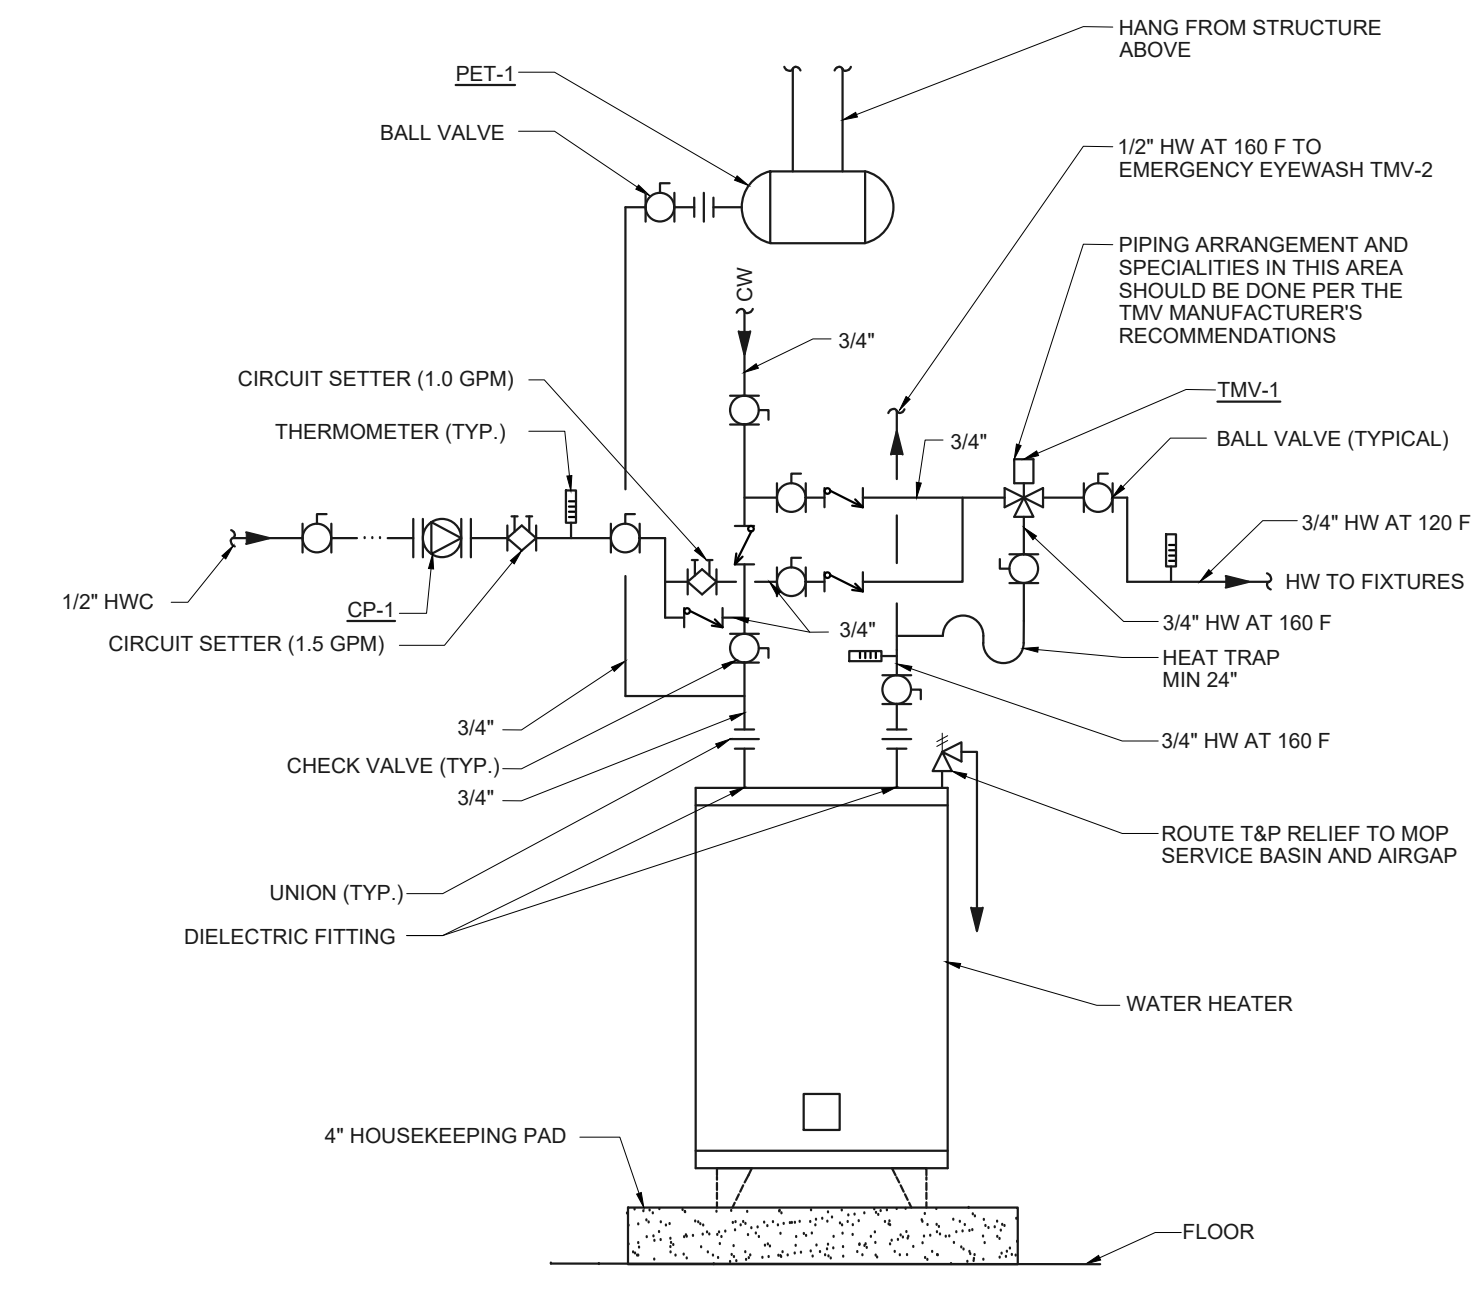 HANG FROM STRUCTURE
ABOVE
PET-1
BALL VALVE
1/2" HW AT 160 F TO
EMERGENCY EYEWASH TMV-2
PIPING ARRANGEMENT AND
SPECIALITIES IN THIS AREA
SHOULD BE DONE PER THE
TMV MANUFACTURER'S
RECOMMENDATIONS
CW
3/4"
CIRCUIT SETTER (1.0 GPM)
TMV-1
THERMOMETER (TYP.)
3/4"
BALL VALVE (TYPICAL)
3/4" HW AT 120 F
HW TO FIXTURES
1/2" HWC
CP-1
3/4"
3/4" HW AT 160 F
CIRCUIT SETTER (1.5 GPM)
HEAT TRAP
MIN 24"
3/4"
3/4" HW AT 160 F
CHECK VALVE (TYP.)
3/4"
ROUTE T&P RELIEF TO MOP
SERVICE BASIN AND AIRGAP
UNION (TYP.)
DIELECTRIC FITTING
WATER HEATER
4" HOUSEKEEPING PAD
FLOOR